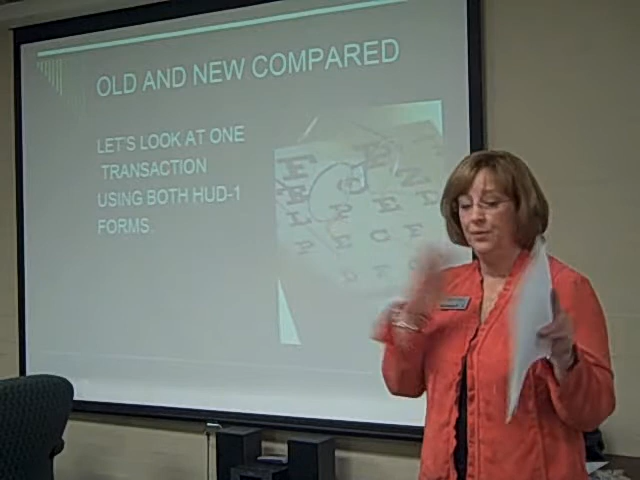 OLD AND NEW COMPARED
LET'S LOOK AT ONE
TRANSACTION
USING BOTH HUD-1
FORMS